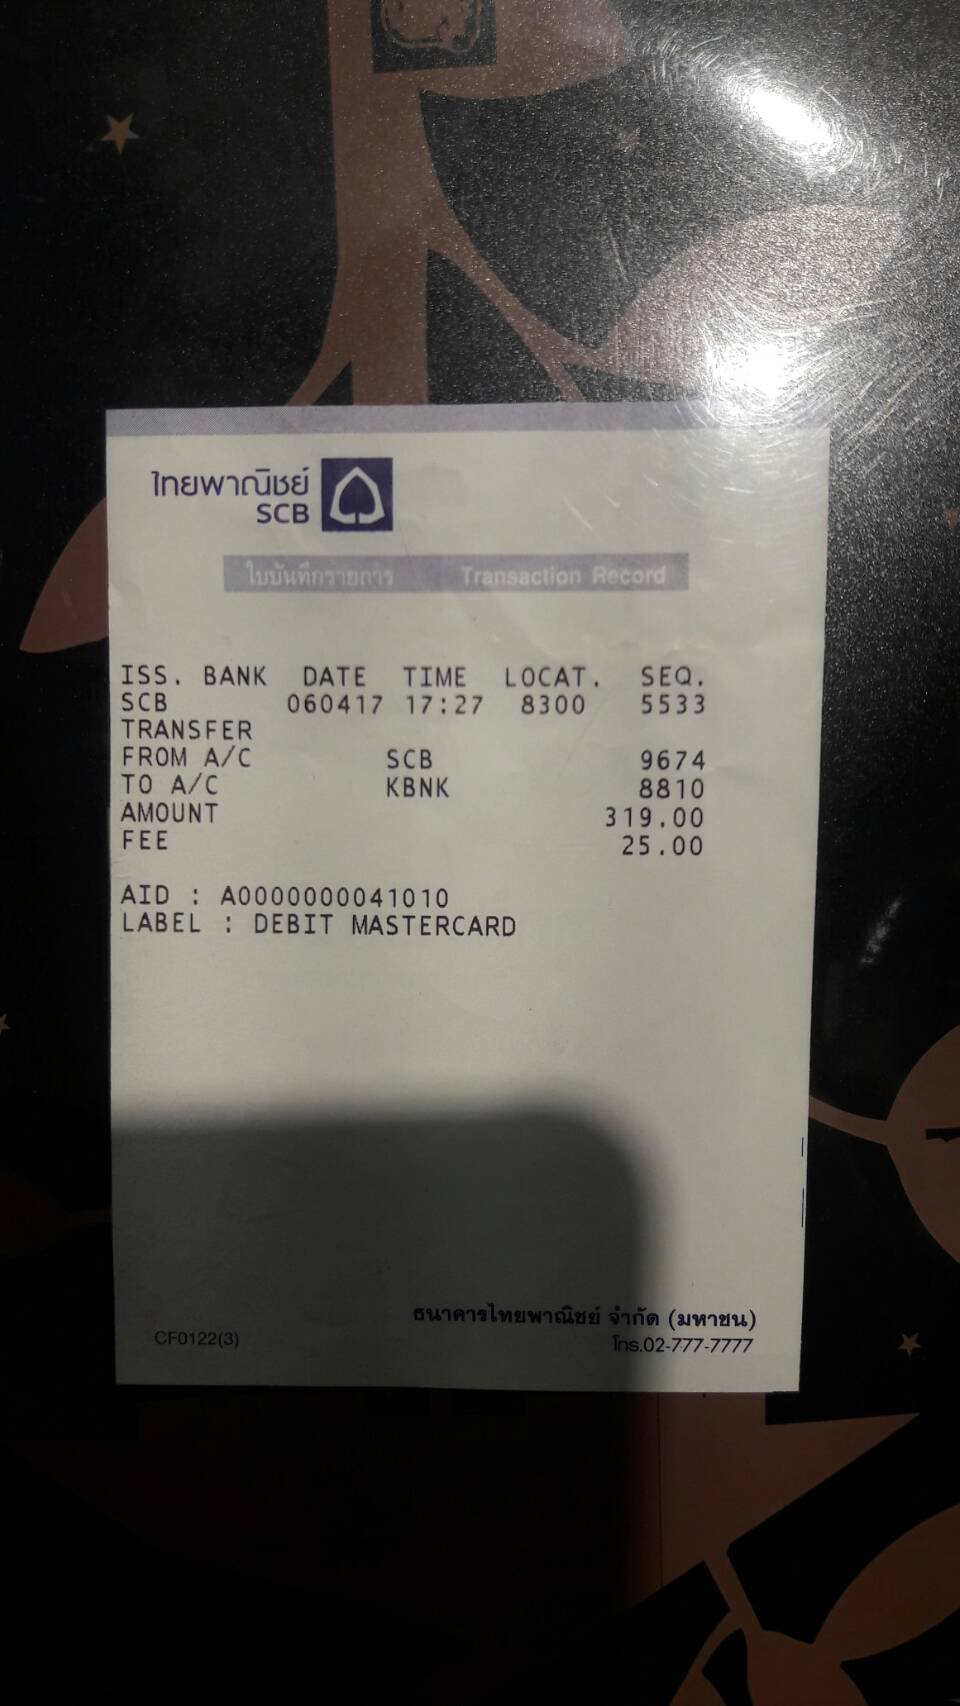 ไทยพาณิชย์
SCB
ใบบันทึกรายการ Transaction Record
ISS. BANK DATE TIME LOCAT. SEQ.
SCB 060417 17:27 8300 5533
TRANSFER
FROM A/C SCB 9674
TO A/C KBNK 8810
AMOUNT 319.00
FEE 25.00
AID : A0000000041010
LABEL : DEBIT MASTERCARD
ธนาคารไทยพาณิชย์ จำกัด (มหาชน)
CF0122(3) โทร.02-777-7777